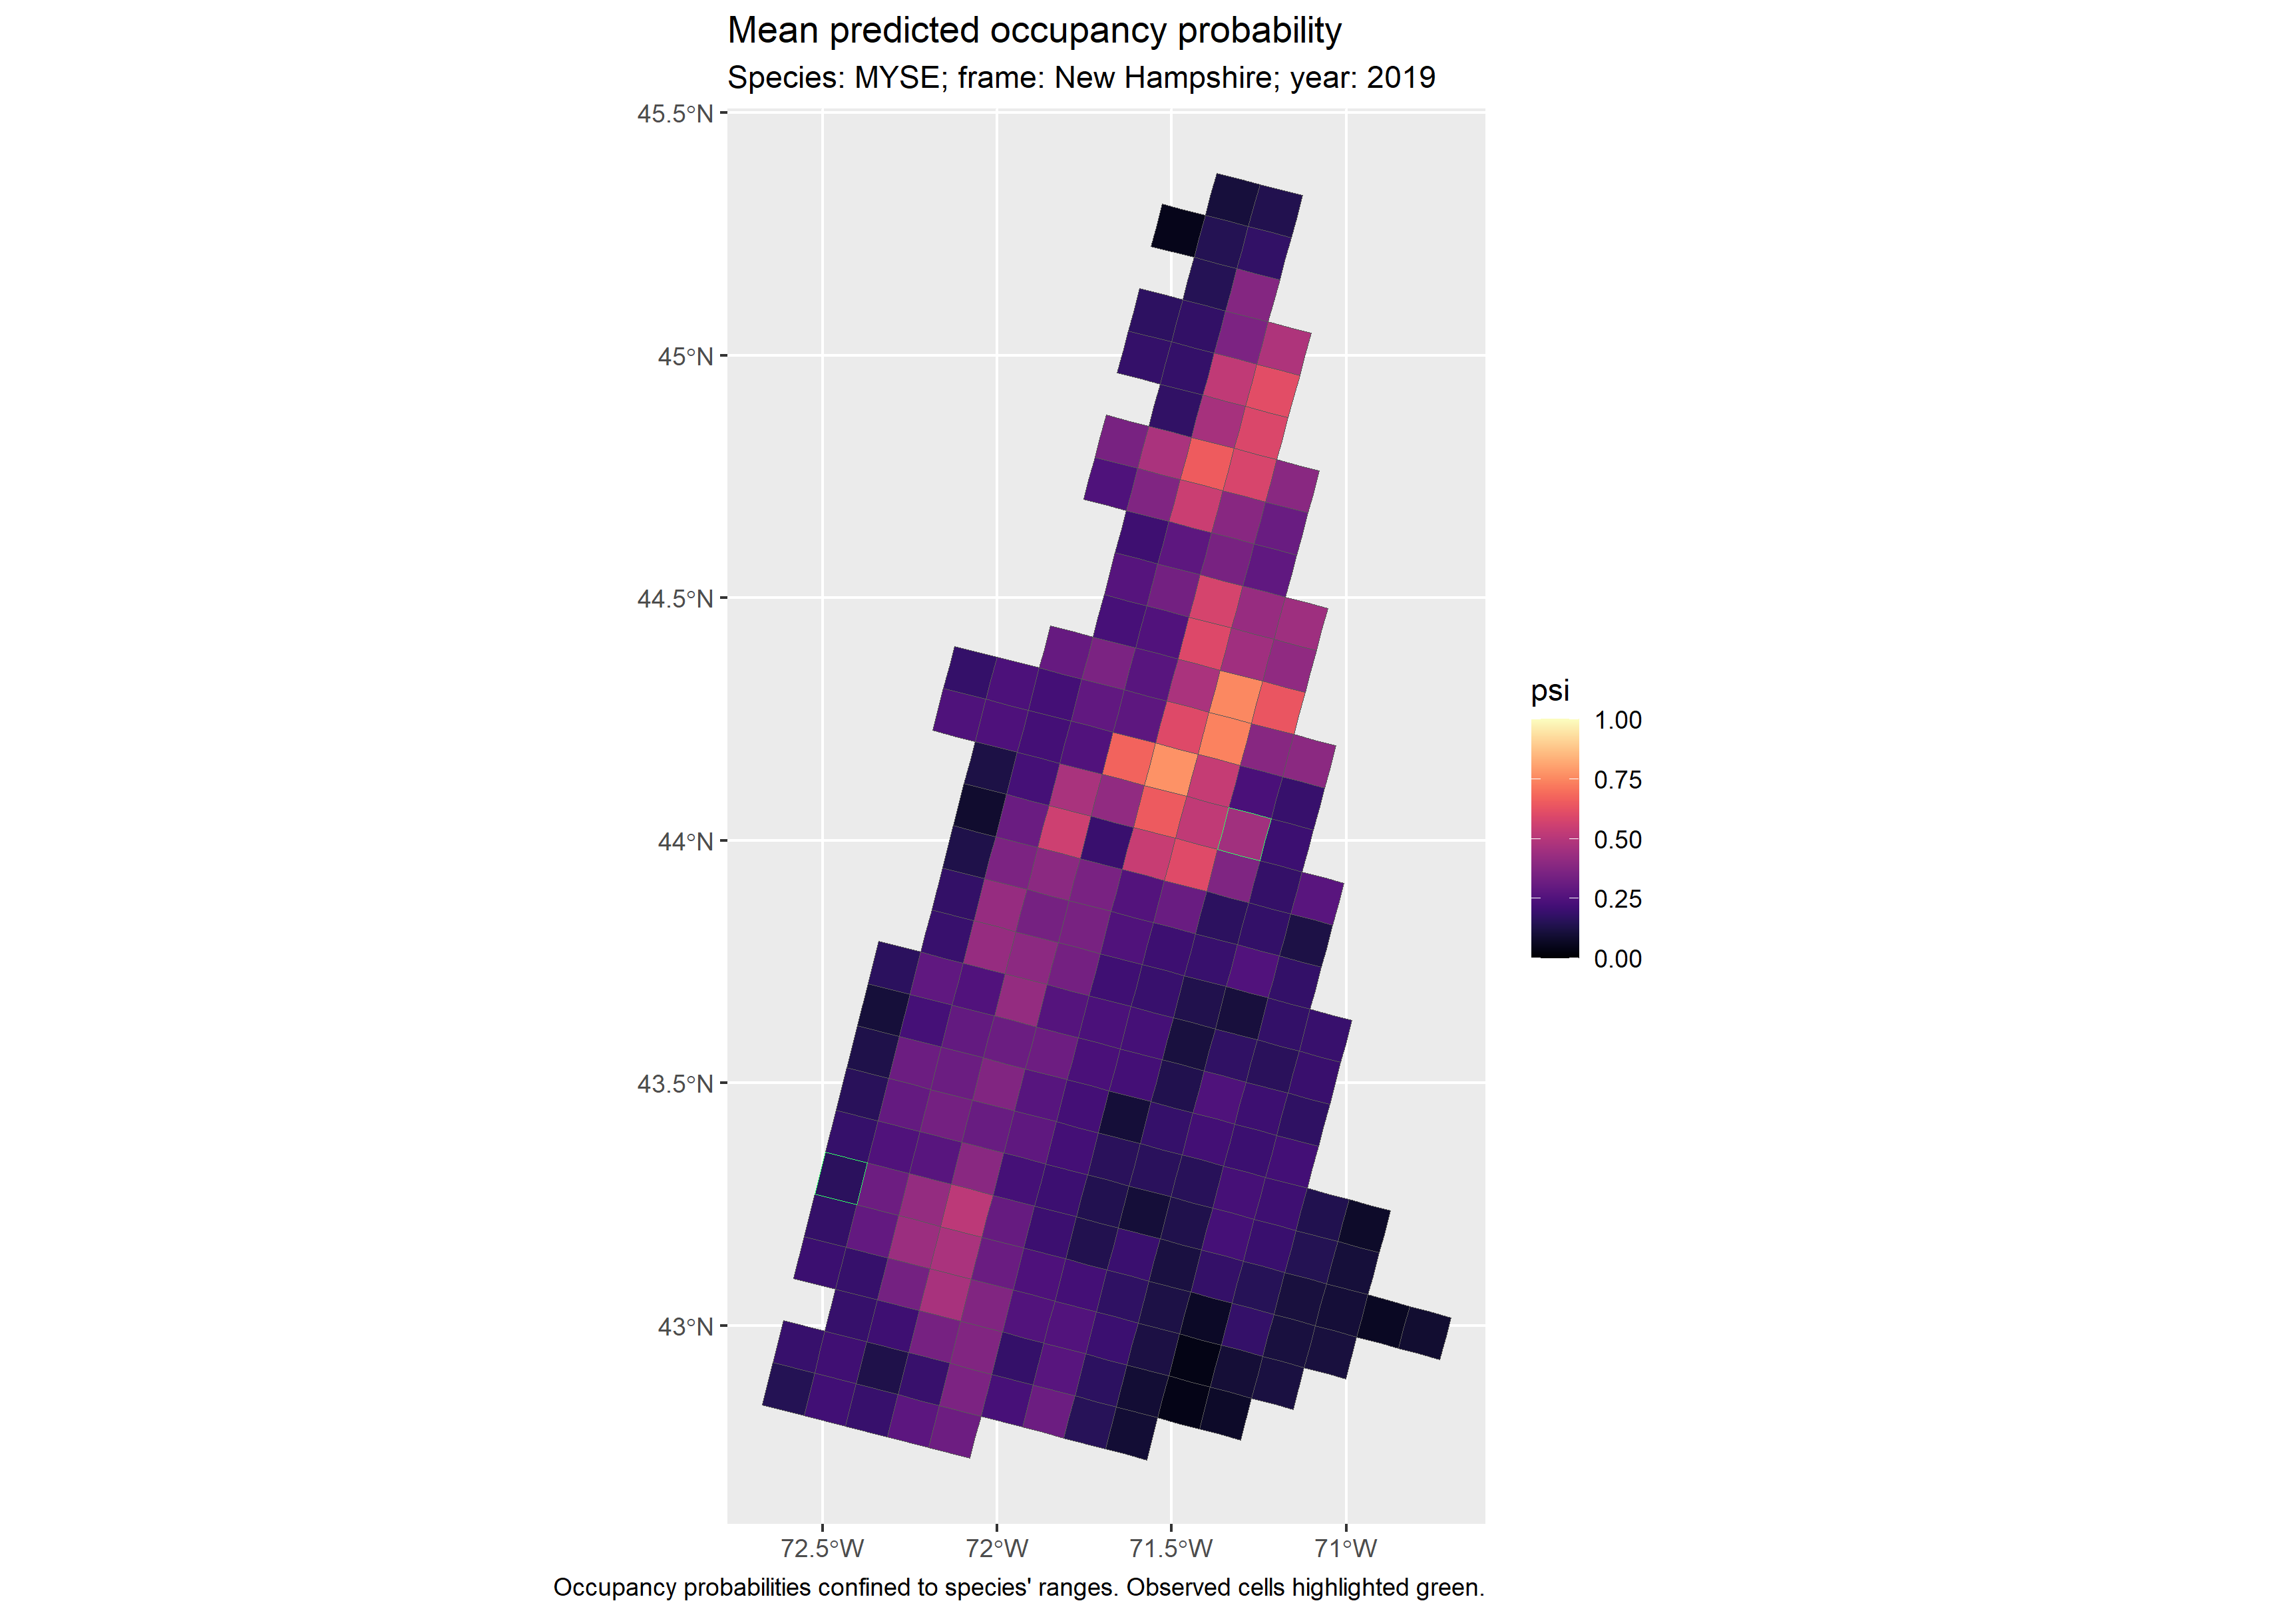 Mean predicted occupancy probability
Species: MYSE; frame: New Hampshire; year: 2019
45.5°N
45°N
44.5°N
44°N
43.5°N
43°N
72.5°W
72°W
71.5°W
71°W
psi
1.00
0.75
0.50
0.25
0.00
Occupancy probabilities confined to species' ranges. Observed cells highlighted green.